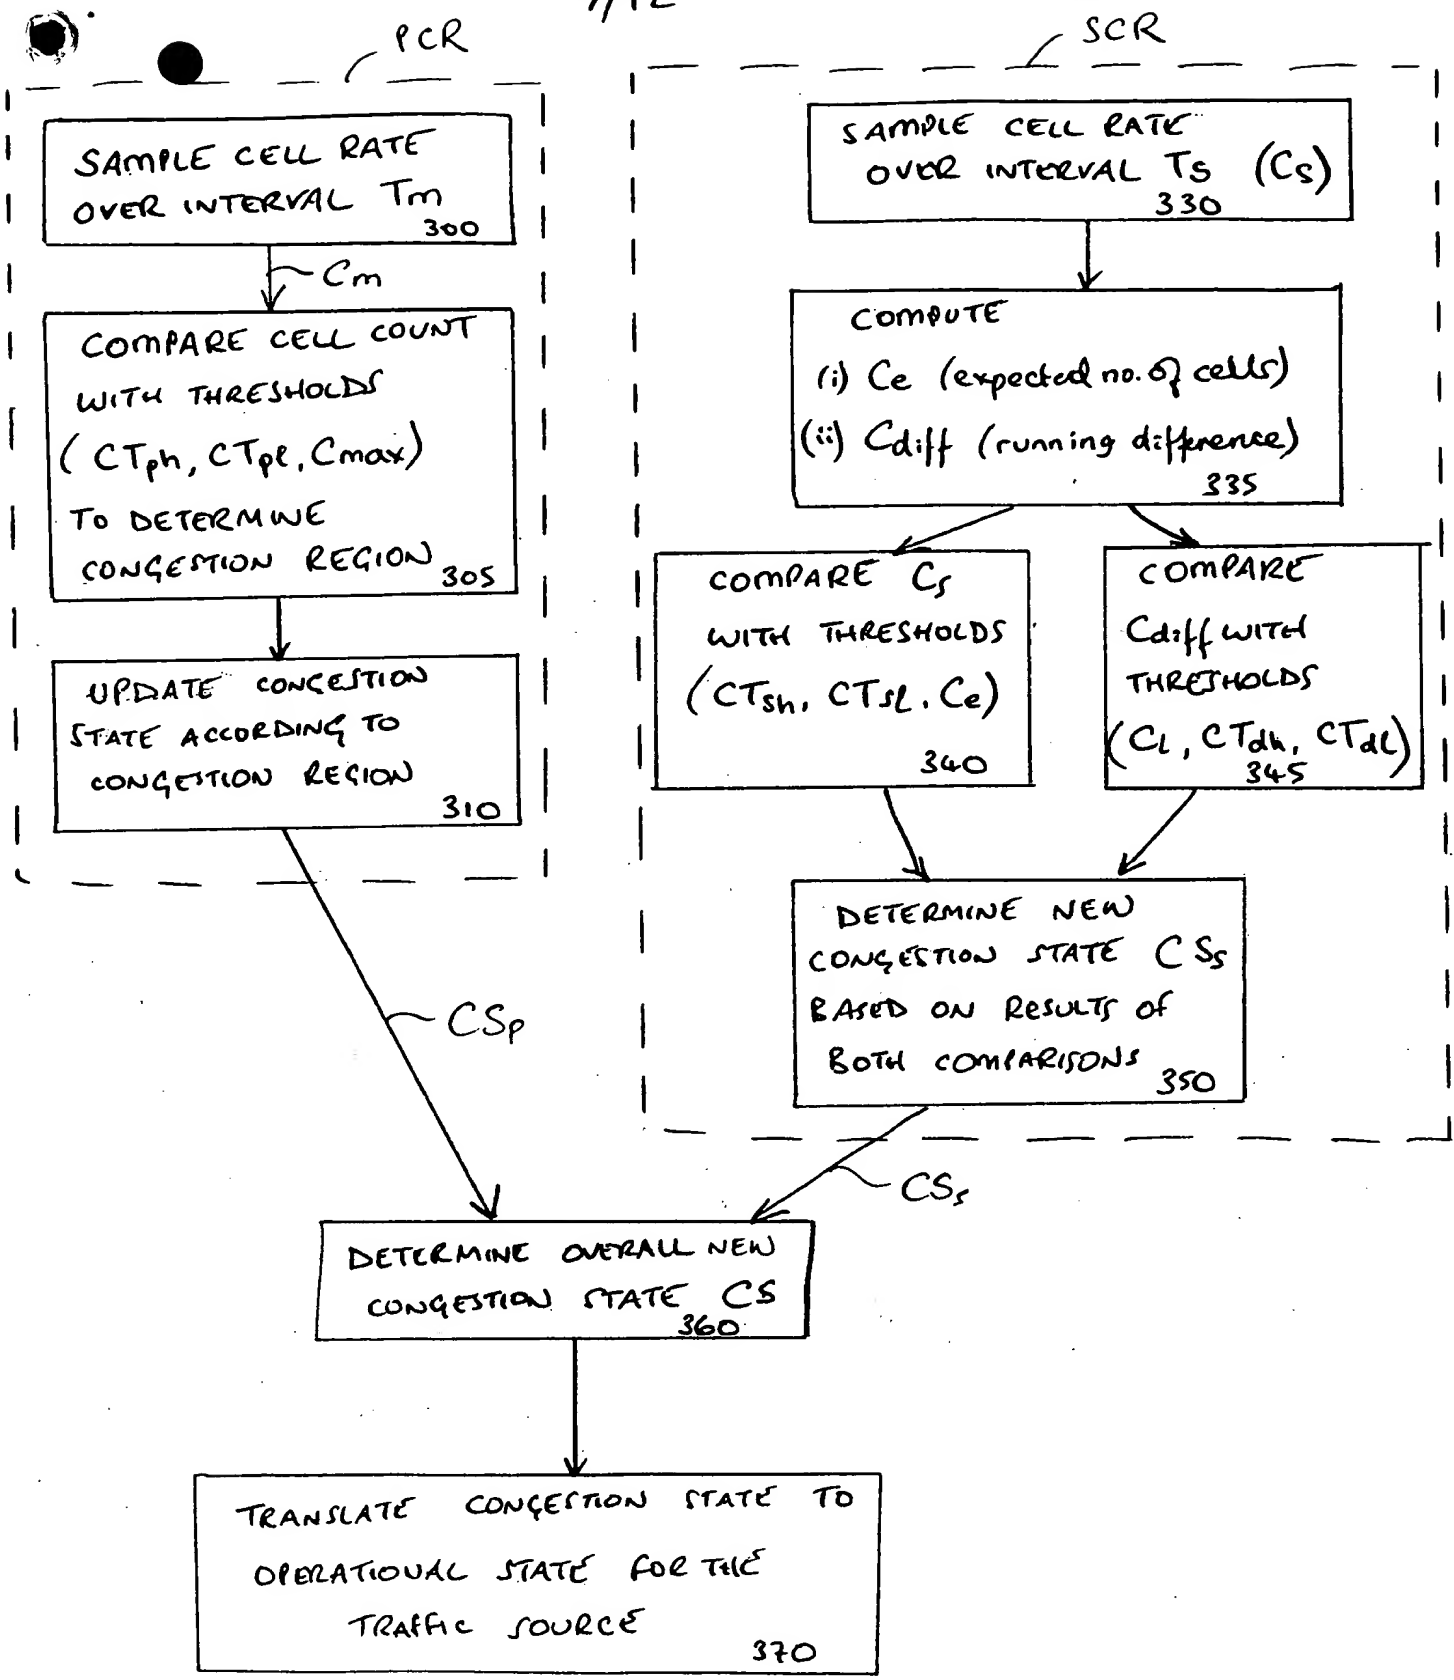 PCR
SAMPLE CELL RATE
OVER INTERVAL Tm
300
Cm
COMPARE CELL COUNT
WITH THRESHOLDS
(CTph, CTpl, Cmax)
TO DETERMINE
CONGESTION REGION
305
UPDATE CONGESTION
STATE ACCORDING TO
CONGESTION REGION
310
CSp
SCR
SAMPLE CELL RATE
OVER INTERVAL Ts (Cs)
330
COMPUTE
(i) Ce (expected no. of cells)
(ii) Cdiff (running difference)
335
COMPARE Cs
WITH THRESHOLDS
(CTsh, CTsl, Ce)
340
COMPARE
Cdiff WITH
THRESHOLDS
(CL, CTdh, CTdl)
345
DETERMINE NEW
CONGESTION STATE CSs
BASED ON RESULTS OF
BOTH COMPARISONS
350
CSs
DETERMINE OVERALL NEW
CONGESTION STATE CS
360
TRANSLATE CONGESTION STATE TO
OPERATIONAL STATE FOR THE
TRAFFIC SOURCE
370